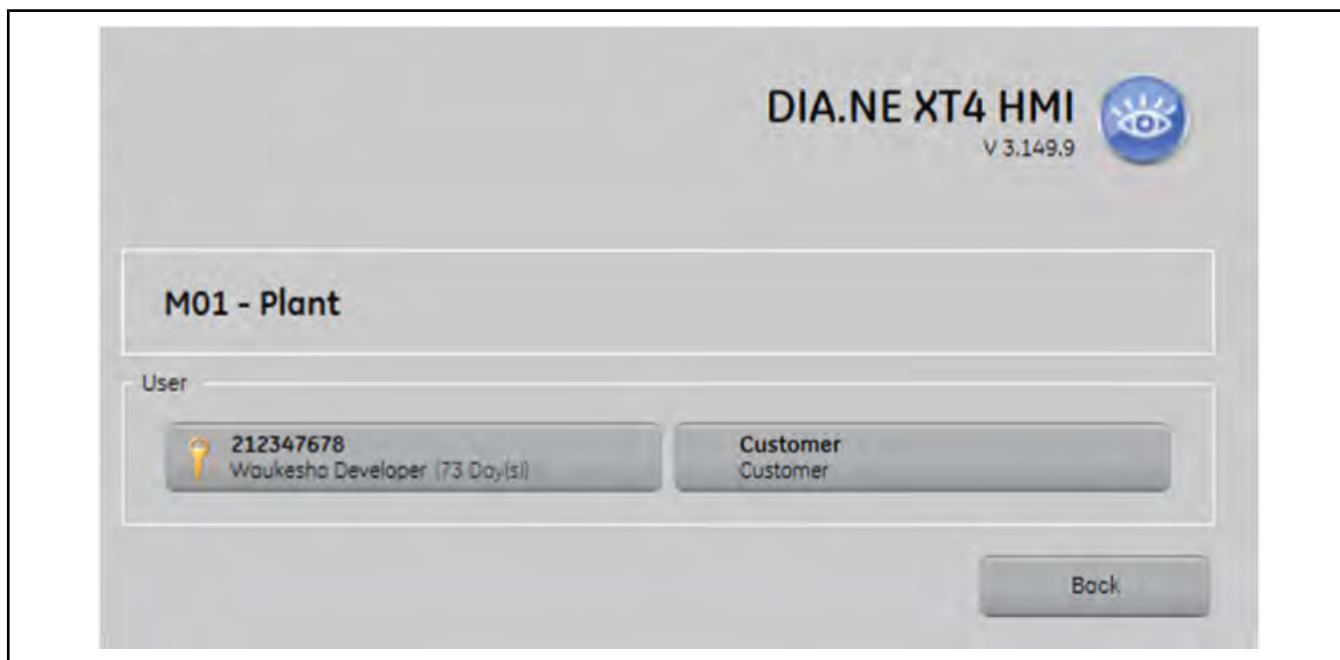 DIA.NE XT4 HMI
V 3.149.9
M01 - Plant
User
212347678
Waukesha Developer (73 Day(s))
Customer
Customer
Back